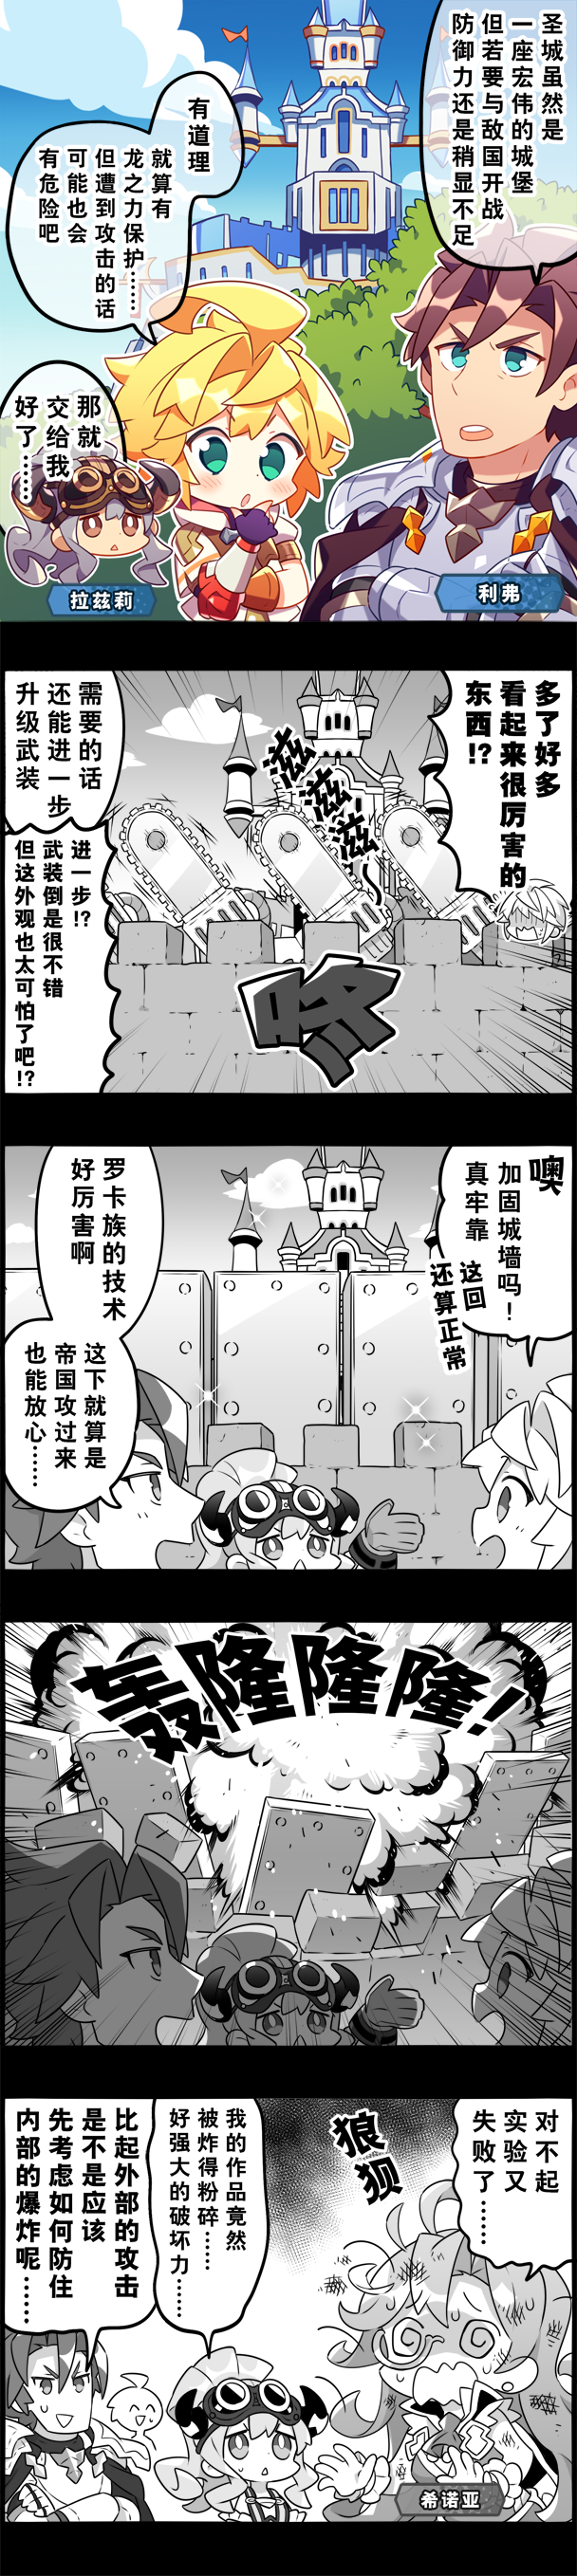 圣城虽然是
一座宏伟的城堡
但若要与敌国开战
防御力还是稍显不足
有道理
就算有
龙之力保护……
但遭到攻击的话
可能也会
有危险吧
那就
交给我
好了……
拉兹莉
利弗
多了好多
看起来很厉害的
东西!?
滋滋滋~
需要的话
还能进一步
升级武装
进一步!?
武装倒是很不错
但这外观也太可怕了吧!?
咚
噢
加固城墙吗!
真牢靠
这回
还算正常
罗卡族的技术
好厉害啊
这下就算是
帝国攻过来
也能放心……
轰隆隆隆!
对不起
实验又
失败了……
狼狈
我的作品竟然
被炸得粉碎……
好强大的破坏力……
比起外部的攻击
是不是应该
先考虑如何防住
内部的爆炸呢……
希诺亚